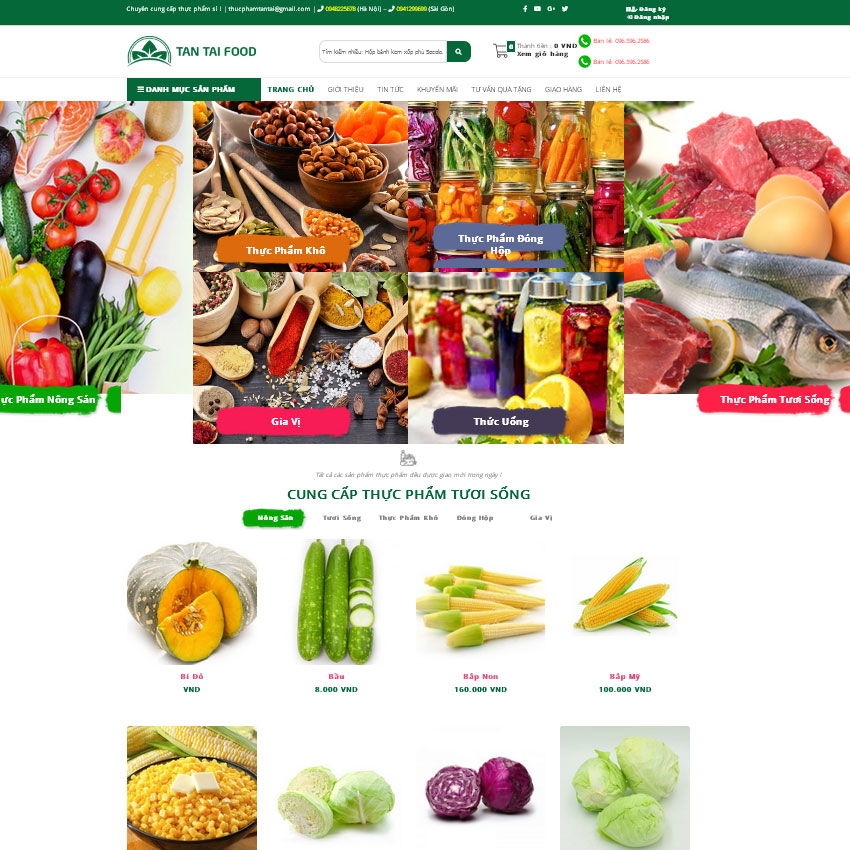 Chuyên cung cấp thực phẩm sỉ ! | thucphamtantai@gmail.com | 0948225678 (Hà Nội) – 0941299699 (Sài Gòn)
Đăng ký
Đăng nhập
TAN TAI FOOD
Tìm kiếm nhiều: Hộp bánh kem xốp phủ Socola
0
Thành tiền : 0 VND
Xem giỏ hàng
Bán lẻ: 096.596.2586
Bán lẻ: 096.596.2586
DANH MỤC SẢN PHẨM
TRANG CHỦ
GIỚI THIỆU
TIN TỨC
KHUYẾN MÃI
TƯ VẤN QUÀ TẶNG
GIAO HÀNG
LIÊN HỆ
Thực Phẩm Khô
Thực Phẩm Đóng
Hộp
ực Phẩm Nông Sản
Thực Phẩm Tươi Sống
Gia Vị
Thức Uống
Tất cả các sản phẩm thực phẩm đều được giao mới trong ngày !
CUNG CẤP THỰC PHẨM TƯƠI SỐNG
Nông Sản
Tươi Sống
Thực Phẩm Khô
Đóng Hộp
Gia Vị
Bí Đỏ
VND
Bầu
8.000 VND
Bắp Non
160.000 VND
Bắp Mỹ
100.000 VND